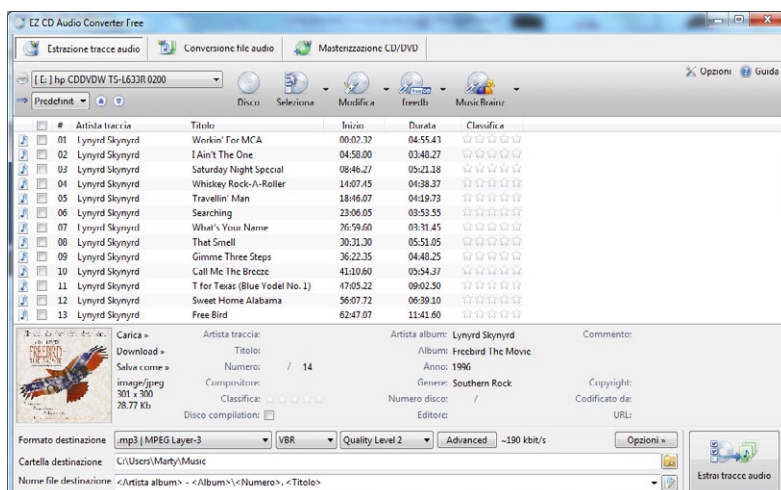 EZ CD Audio Converter Free
Estrazione tracce audio Conversione file audio Masterizzazione CD/DVD
[ E: ] hp CDDVDW TS-L633R 0200
Opzioni Guida
Predefinit
Disco Seleziona Modifica freedb MusicBrainz
# Artista traccia Titolo Inizio Durata Classifica
01 Lynyrd Skynyrd Workin' For MCA 00:02.32 04:55.43
02 Lynyrd Skynyrd I Ain't The One 04:58.00 03:48.27
03 Lynyrd Skynyrd Saturday Night Special 08:46.27 05:21.18
04 Lynyrd Skynyrd Whiskey Rock-A-Roller 14:07.45 04:38.37
05 Lynyrd Skynyrd Travellin' Man 18:46.07 04:19.73
06 Lynyrd Skynyrd Searching 23:06.05 03:53.55
07 Lynyrd Skynyrd What's Your Name 26:59.60 03:31.45
08 Lynyrd Skynyrd That Smell 30:31.30 05:51.05
09 Lynyrd Skynyrd Gimme Three Steps 36:22.35 04:48.25
10 Lynyrd Skynyrd Call Me The Breeze 41:10.60 05:54.37
11 Lynyrd Skynyrd T for Texas (Blue Yodel No. 1) 47:05.22 09:02.50
12 Lynyrd Skynyrd Sweet Home Alabama 56:07.72 06:39.10
13 Lynyrd Skynyrd Free Bird 62:47.07 11:41.60
FREEBIRD
Carica » Artista traccia: Artista album: Lynyrd Skynyrd Commento:
Download » Titolo: Album: Freebird The Movie
Salva come » Numero: / 14 Anno: 1996
image/jpeg Compositore: Genere: Southern Rock Copyright:
301 x 300 Classifica: Numero disco: / Codificato da:
28.77 Kb Disco compilation: Editore: URL:
Formato destinazione .mp3 | MPEG Layer-3 VBR Quality Level 2 Advanced ~190 kbit/s Opzioni »
Cartella destinazione C:\Users\Marty\Music
Nome file destinazione <Artista album> - <Album>\<Numero>. <Titolo>
Estrai tracce audio